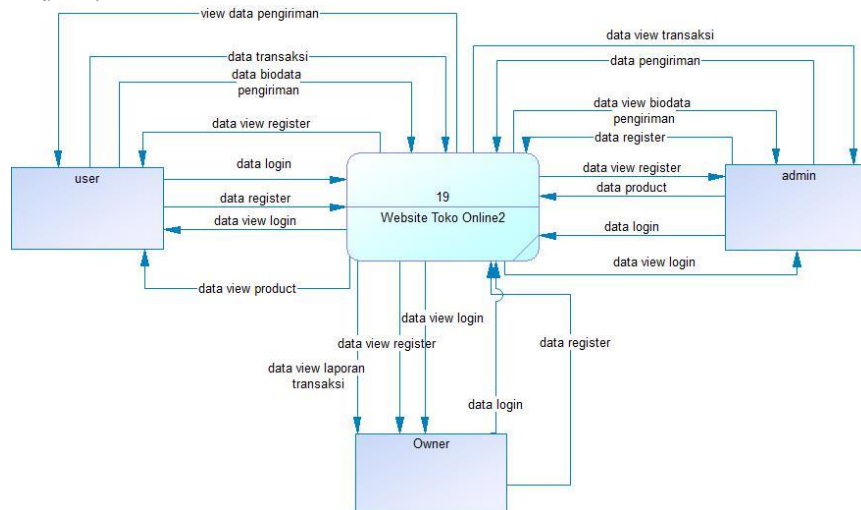 view data pengiriman
data view transaksi
data transaksi
data pengiriman
data biodata
pengiriman
data view biodata
pengiriman
data view register
data register
data login
data view register
user
19
admin
data register
data product
Website Toko Online2
data view login
data login
data view login
data view product
data view login
data view register
data register
data view laporan
transaksi
data login
Owner